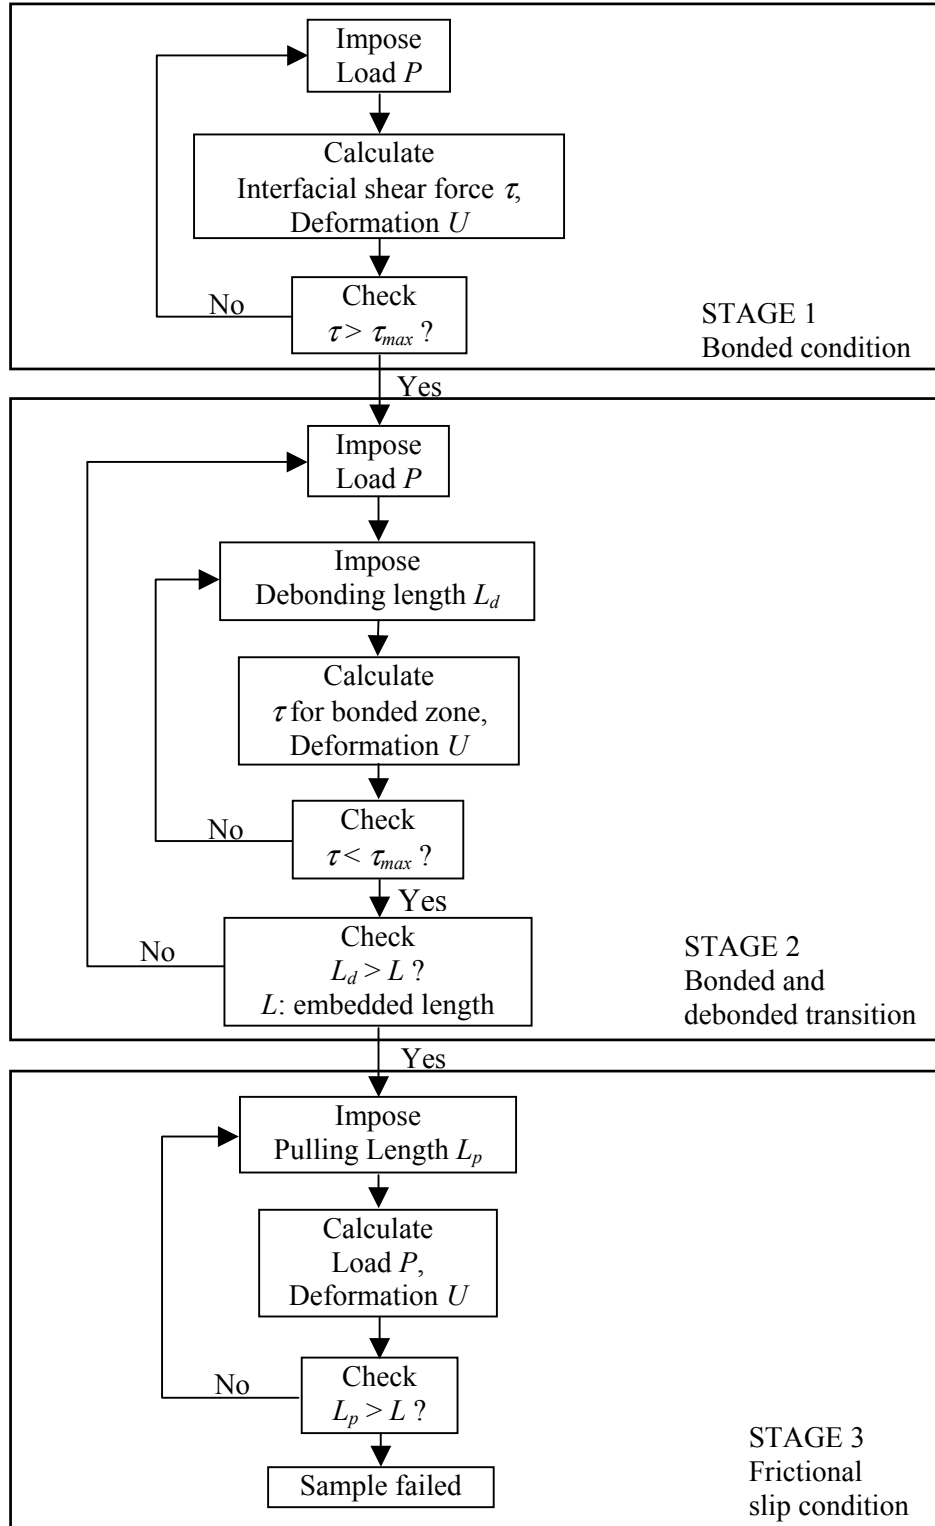 Impose
Load P
Calculate
Interfacial shear force τ,
Deformation U
Check
τ > τmax ?
No
STAGE 1
Bonded condition
Yes
Impose
Load P
Impose
Debonding length Ld
Calculate
τ for bonded zone,
Deformation U
Check
τ < τmax ?
No
Yes
Check
Ld > L ?
L: embedded length
No
STAGE 2
Bonded and
debonded transition
Yes
Impose
Pulling Length Lp
Calculate
Load P,
Deformation U
Check
Lp > L ?
No
Sample failed
STAGE 3
Frictional
slip condition